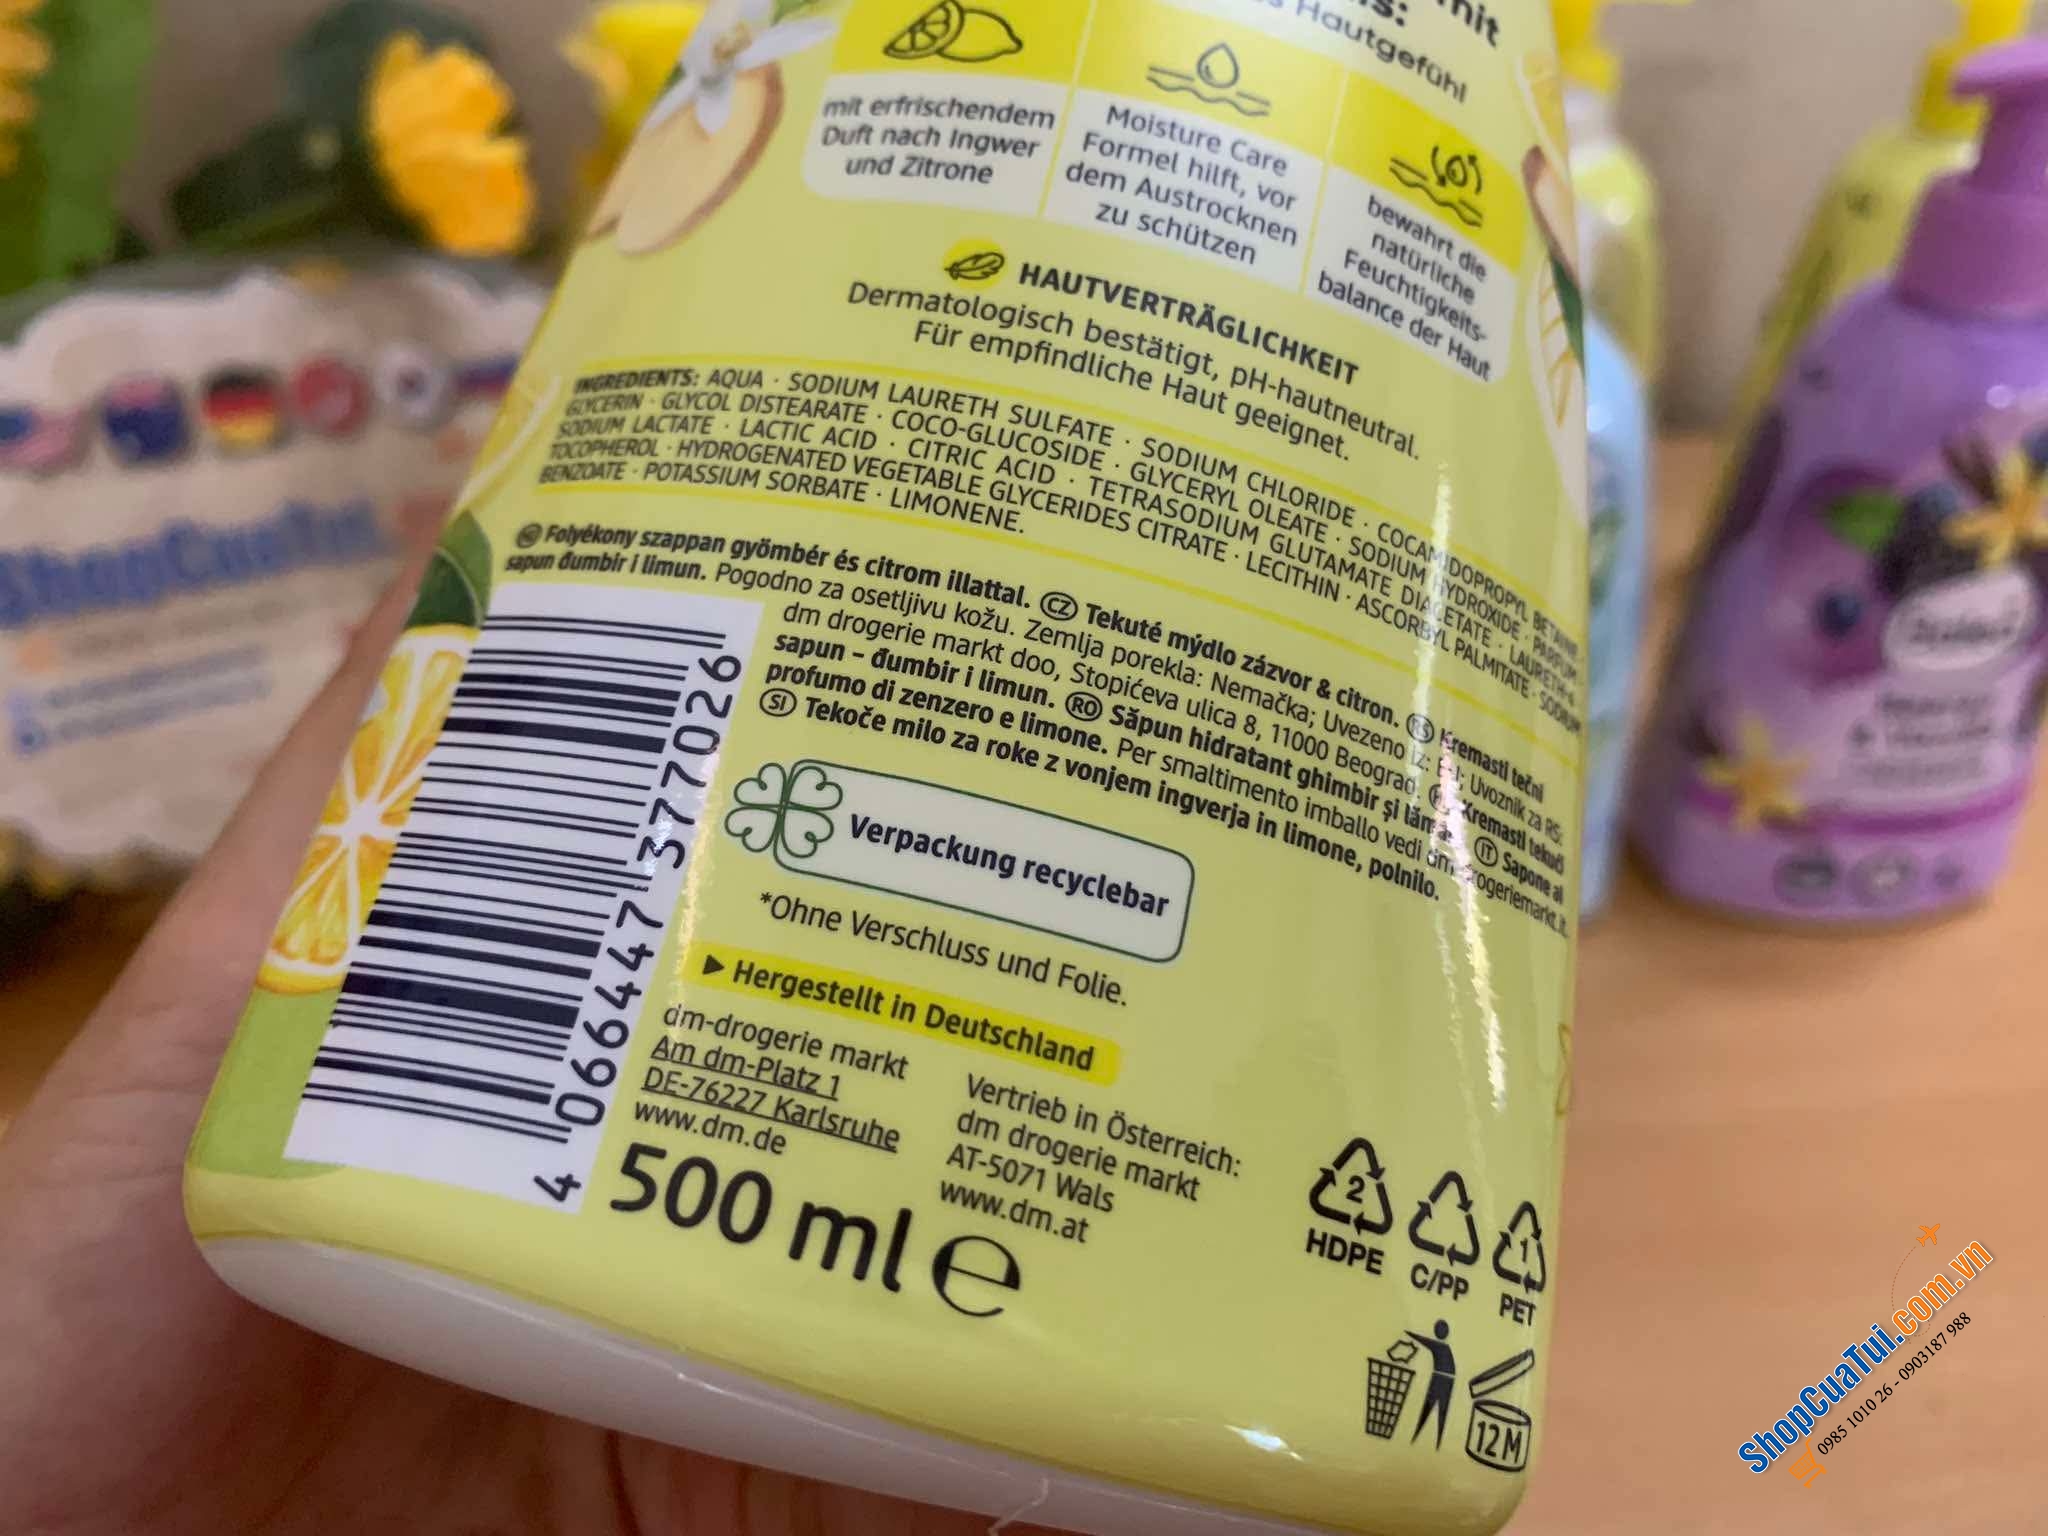 mit
s:
s Hautgefühl
mit erfrischendem
Duft nach Ingwer
und Zitrone
Moisture Care
Formel hilft, vor
dem Austrocknen
zu schützen
bewahrt die
natürliche
Feuchtigkeits-
balance der Haut
HAUTVERTRÄGLICHKEIT
Dermatologisch bestätigt, pH-hautneutral.
Für empfindliche Haut geeignet.
INGREDIENTS: AQUA · SODIUM LAURETH SULFATE · SODIUM CHLORIDE · COCAMIDOPROPYL BETAINE ·
GLYCERIN · GLYCOL DISTEARATE · COCO-GLUCOSIDE · GLYCERYL OLEATE · SODIUM HYDROXIDE · PARFUM ·
SODIUM LACTATE · LACTIC ACID · CITRIC ACID · TETRASODIUM GLUTAMATE DIACETATE · LAURETH-4 ·
TOCOPHEROL · HYDROGENATED VEGETABLE GLYCERIDES CITRATE · LECITHIN · ASCORBYL PALMITATE · SODIUM
BENZOATE · POTASSIUM SORBATE · LIMONENE.
HU Folyékony szappan gyömbér és citrom illattal. CZ Tekuté mýdlo zázvor & citron. RS Kremasti tečni
sapun đumbir i limun. Pogodno za osetljivu kožu. Zemlja porekla: Nemačka; Uvezeno iz: EU; Uvoznik za RS:
dm drogerie markt doo, Stopićeva ulica 8, 11000 Beograd. HR Kremasti tekući
sapun – đumbir i limun. RO Săpun hidratant ghimbir și lămâie. IT Sapone al
profumo di zenzero e limone. Per smaltimento imballo vedi dm-drogeriemarkt.it.
SI Tekoče milo za roke z vonjem ingverja in limone, polnilo.
Verpackung recyclebar
*Ohne Verschluss und Folie.
Hergestellt in Deutschland
dm-drogerie markt
Am dm-Platz 1
DE-76227 Karlsruhe
www.dm.de
Vertrieb in Österreich:
dm drogerie markt
AT-5071 Wals
www.dm.at
500 ml e
4 066447 377026
2
HDPE
C/PP
1
PET
12 M
ShopCuaTui
ShopCuaTui.com.vn
0985 1010 26 - 0903187 988